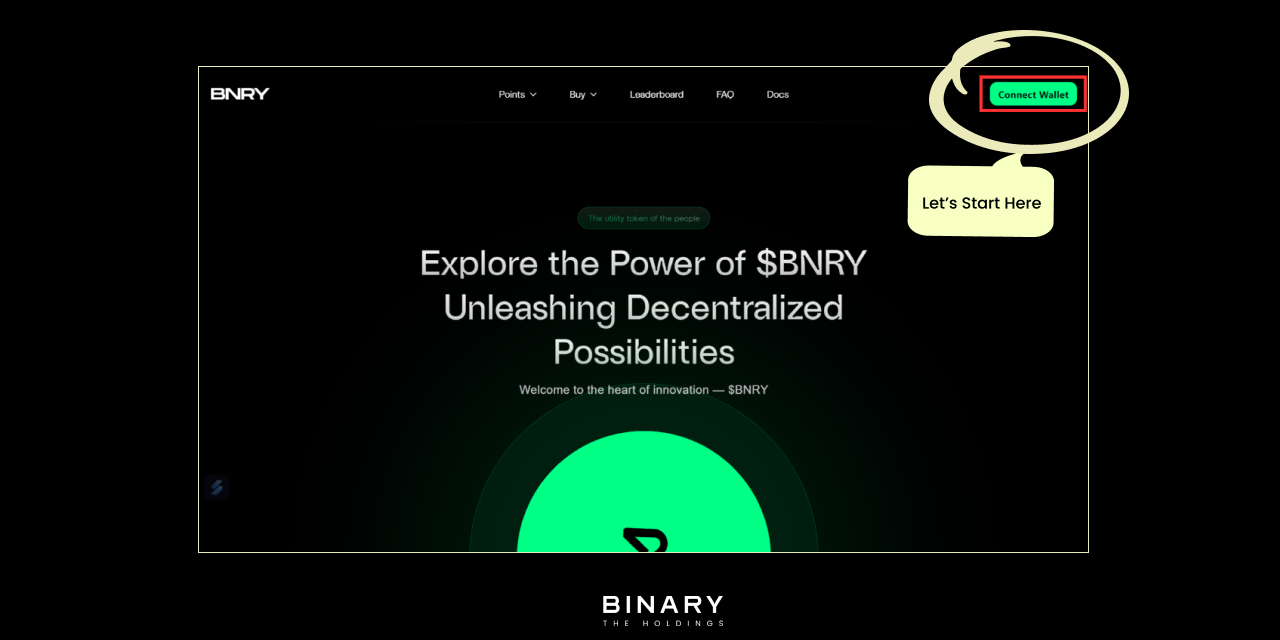 BNRY
Points
Buy
Leaderboard
FAQ
Docs
Connect Wallet
Let's Start Here
The utility token of the people
Explore the Power of $BNRY
Unleashing Decentralized
Possibilities
Welcome to the heart of innovation — $BNRY
BINARY
THE HOLDINGS